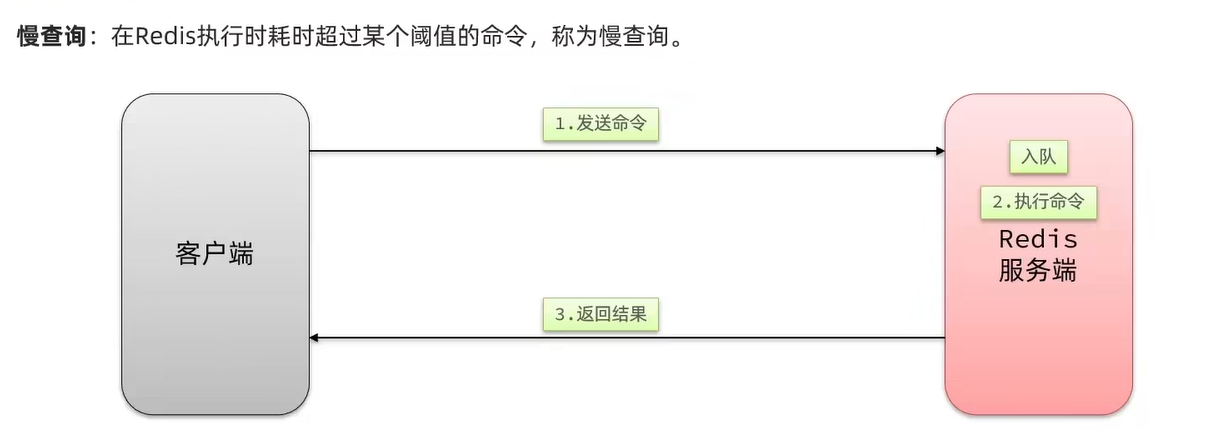 慢查询：在Redis执行时耗时超过某个阈值的命令，称为慢查询。
1.发送命令
入队
2.执行命令
客户端
Redis
服务端
3.返回结果